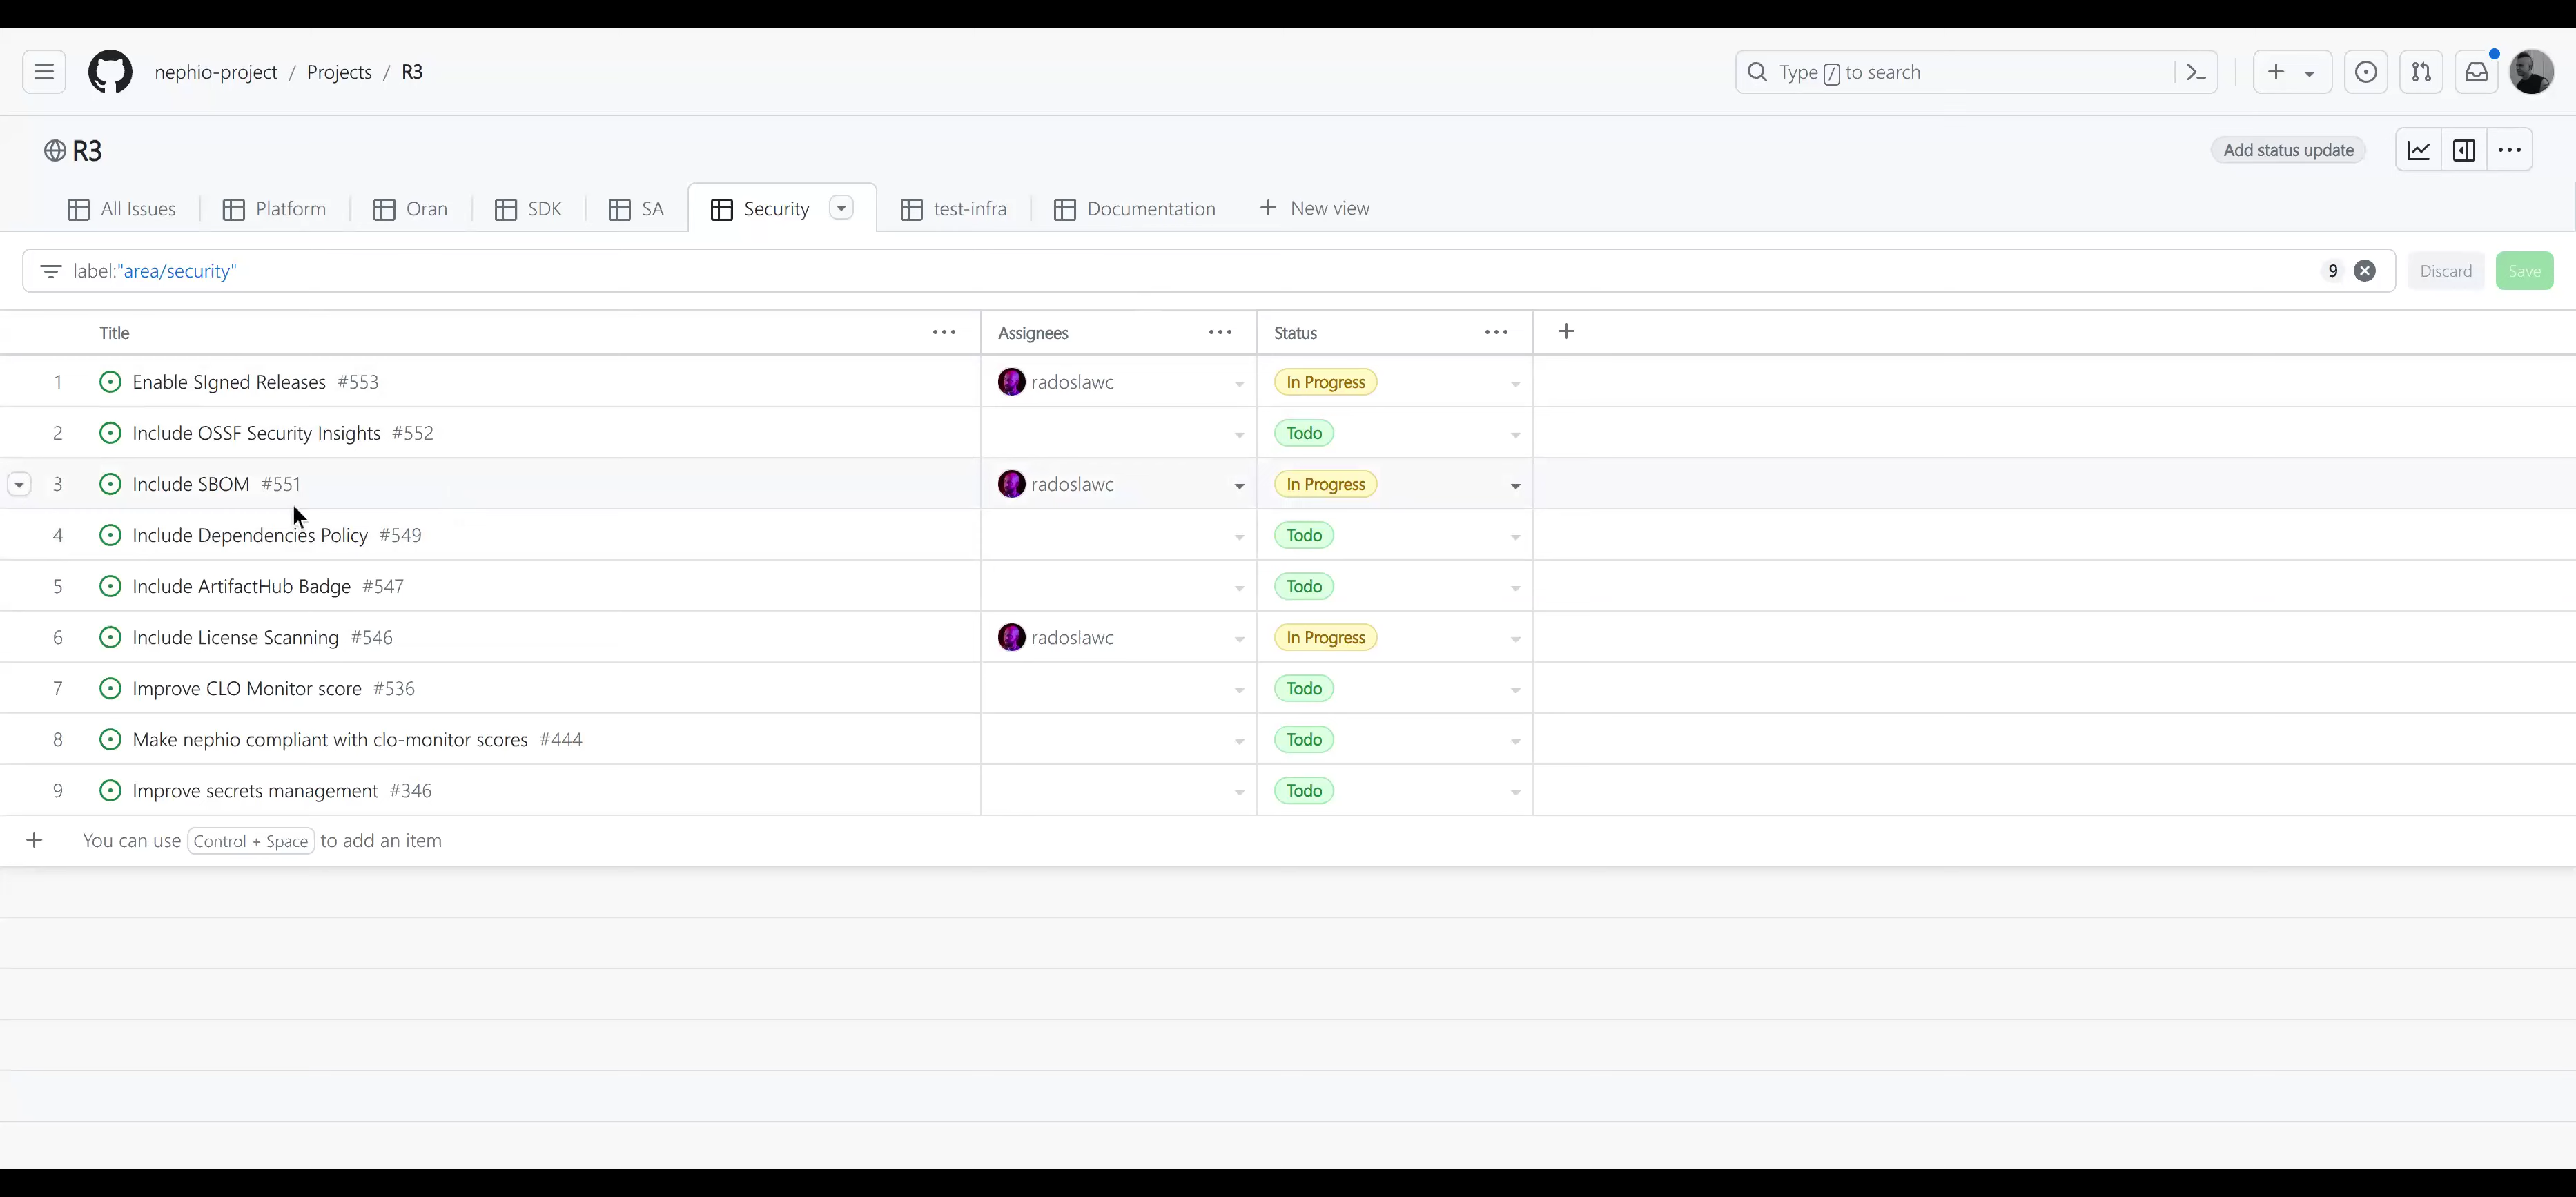 nephio-project / Projects / R3
Type / to search
R3
Add status update
All Issues
Platform
Oran
SDK
SA
Security
test-infra
Documentation
+ New view
label:"area/security"
9
Discard
Save
Title
Assignees
Status
1 Enable SIgned Releases #553 radoslawc In Progress
2 Include OSSF Security Insights #552 Todo
3 Include SBOM #551 radoslawc In Progress
4 Include Dependencies Policy #549 Todo
5 Include ArtifactHub Badge #547 Todo
6 Include License Scanning #546 radoslawc In Progress
7 Improve CLO Monitor score #536 Todo
8 Make nephio compliant with clo-monitor scores #444 Todo
9 Improve secrets management #346 Todo
+ You can use Control + Space to add an item